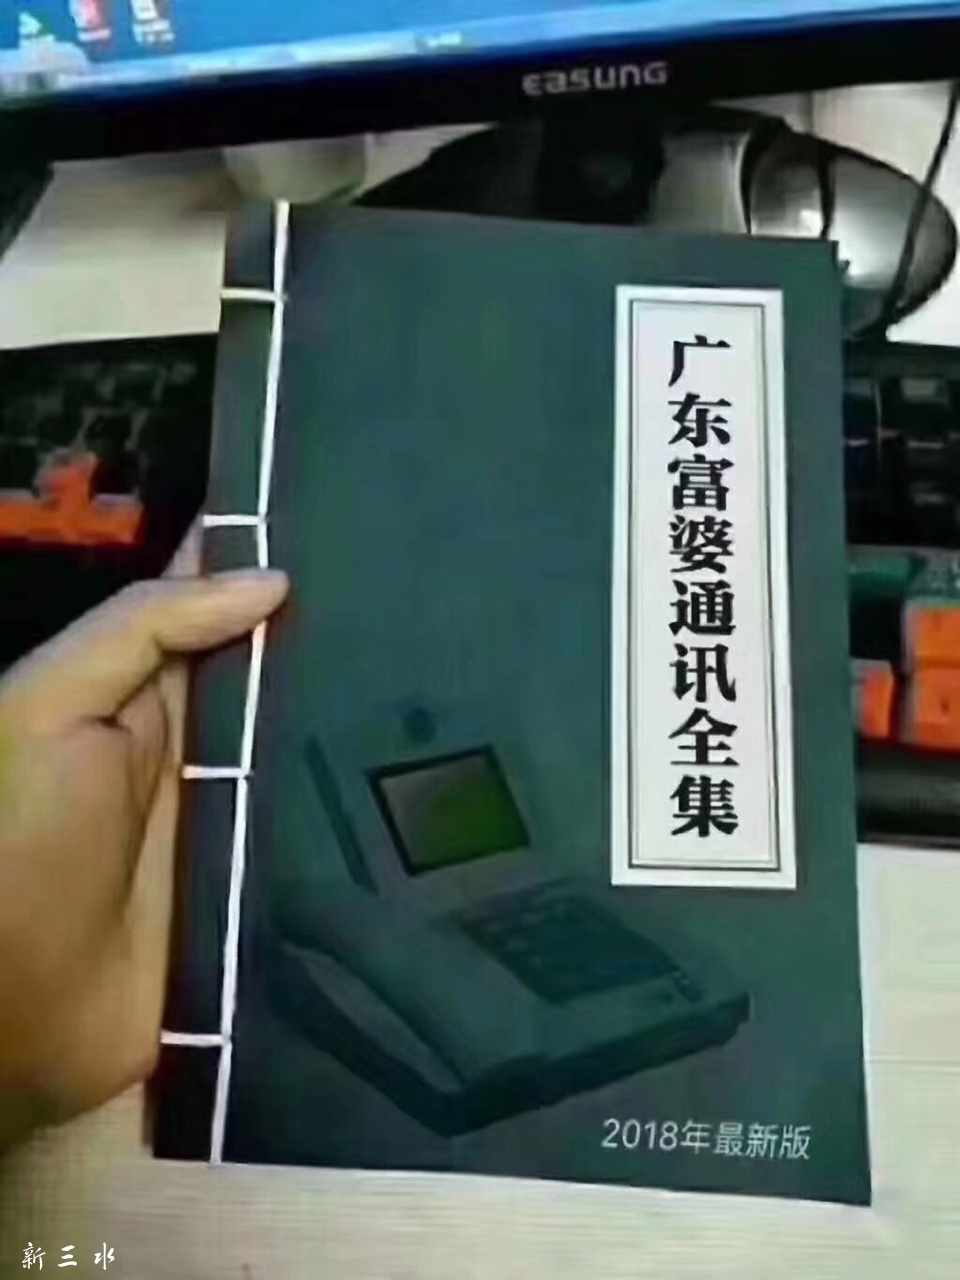 easung
广东富婆通讯全集
2018年最新版
新三水